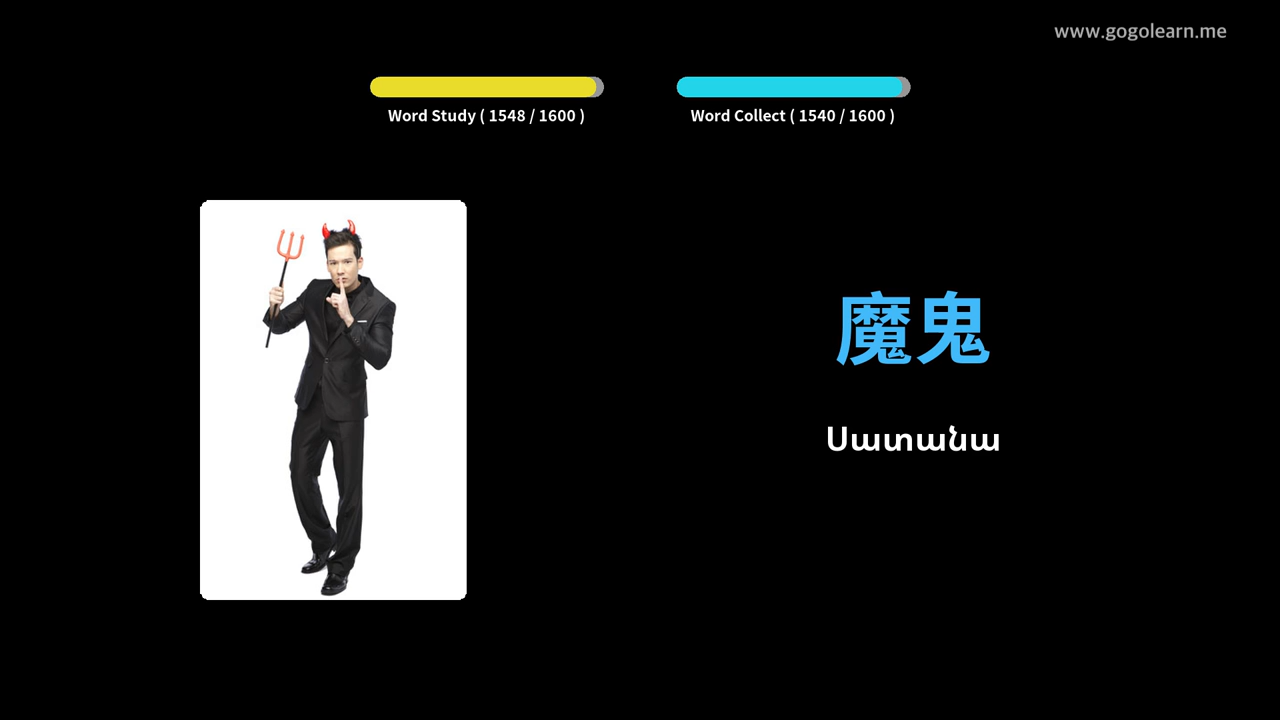 www.gogolearn.me
Word Study ( 1548 / 1600 )
Word Collect ( 1540 / 1600 )
魔鬼
Սատանա